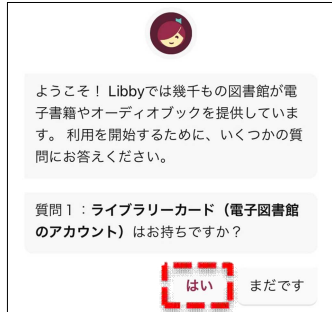 ようこそ！ Libbyでは幾千もの図書館が電
子書籍やオーディオブックを提供していま
す。 利用を開始するために、いくつかの質
問にお答えください。
質問１：ライブラリーカード（電子図書館
のアカウント）はお持ちですか？
はい まだです